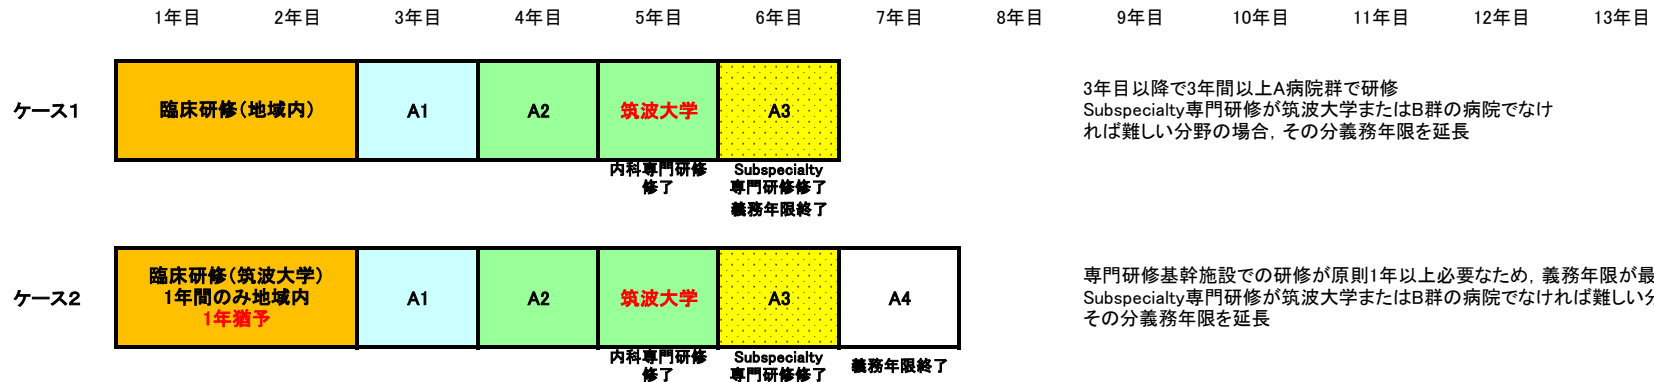 1年目 2年目 3年目 4年目 5年目 6年目 7年目 8年目 9年目 10年目 11年目 12年目 13年目
ケース1
臨床研修（地域内）
A1
A2
筑波大学
A3
内科専門研修
修了
Subspecialty
専門研修修了
義務年限終了
3年目以降で3年間以上A病院群で研修
Subspecialty専門研修が筑波大学またはB群の病院でなけ
れば難しい分野の場合，その分義務年限を延長
ケース2
臨床研修（筑波大学）
1年間のみ地域内
1年猶予
A1
A2
筑波大学
A3
A4
内科専門研修
修了
Subspecialty
専門研修修了
義務年限終了
専門研修基幹施設での研修が原則1年以上必要なため，義務年限が最
Subspecialty専門研修が筑波大学またはB群の病院でなければ難しい
その分義務年限を延長